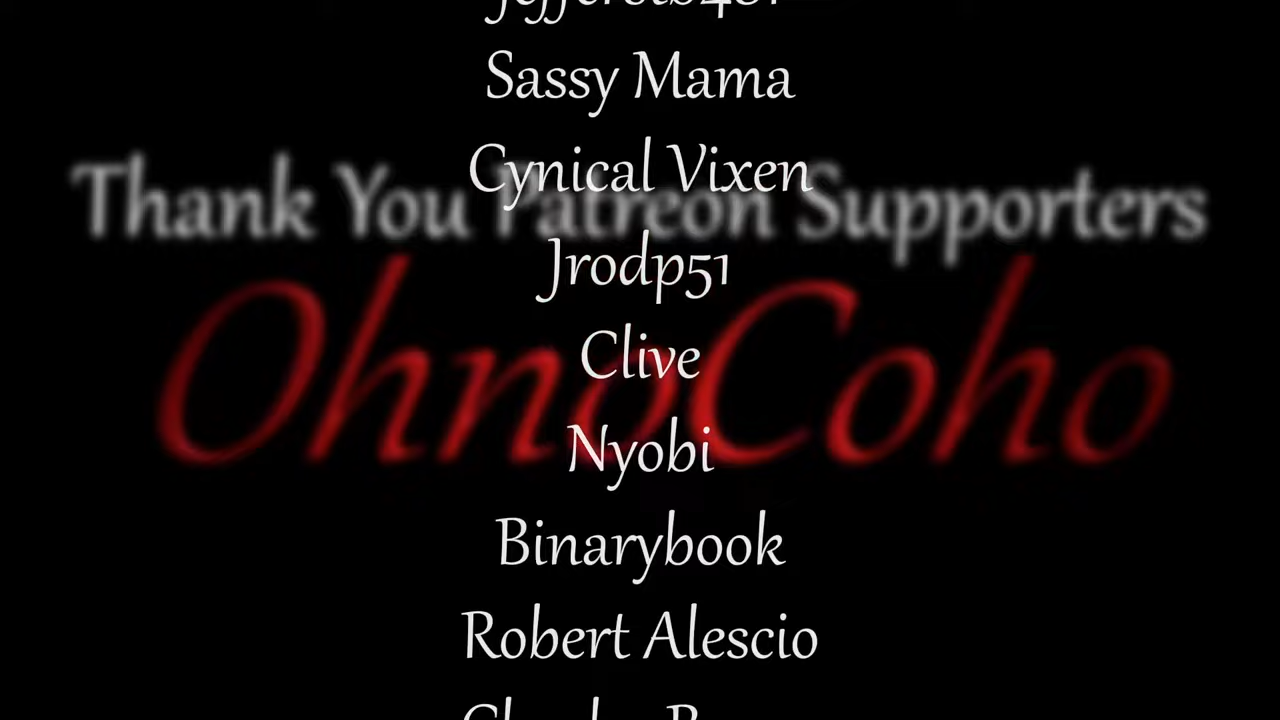 Sassy Mama
Cynical Vixen
Thank You Patreon Supporters
Jrodp51
OhnoCoho
Clive
Nyobi
Binarybook
Robert Alescio